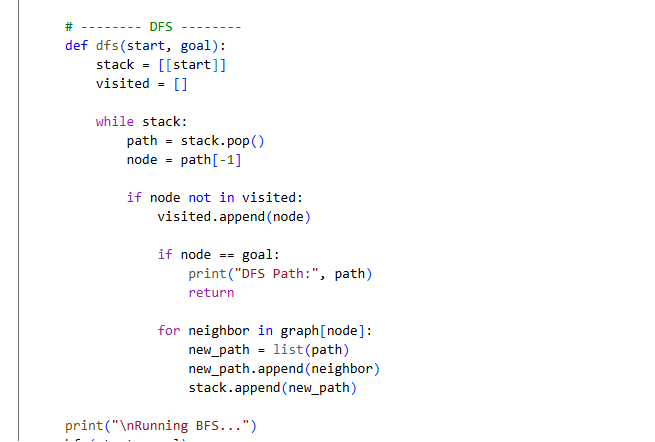 # -------- DFS --------
def dfs(start, goal):
    stack = [[start]]
    visited = []

    while stack:
        path = stack.pop()
        node = path[-1]

        if node not in visited:
            visited.append(node)

            if node == goal:
                print("DFS Path:", path)
                return

            for neighbor in graph[node]:
                new_path = list(path)
                new_path.append(neighbor)
                stack.append(new_path)

print("\nRunning BFS...")